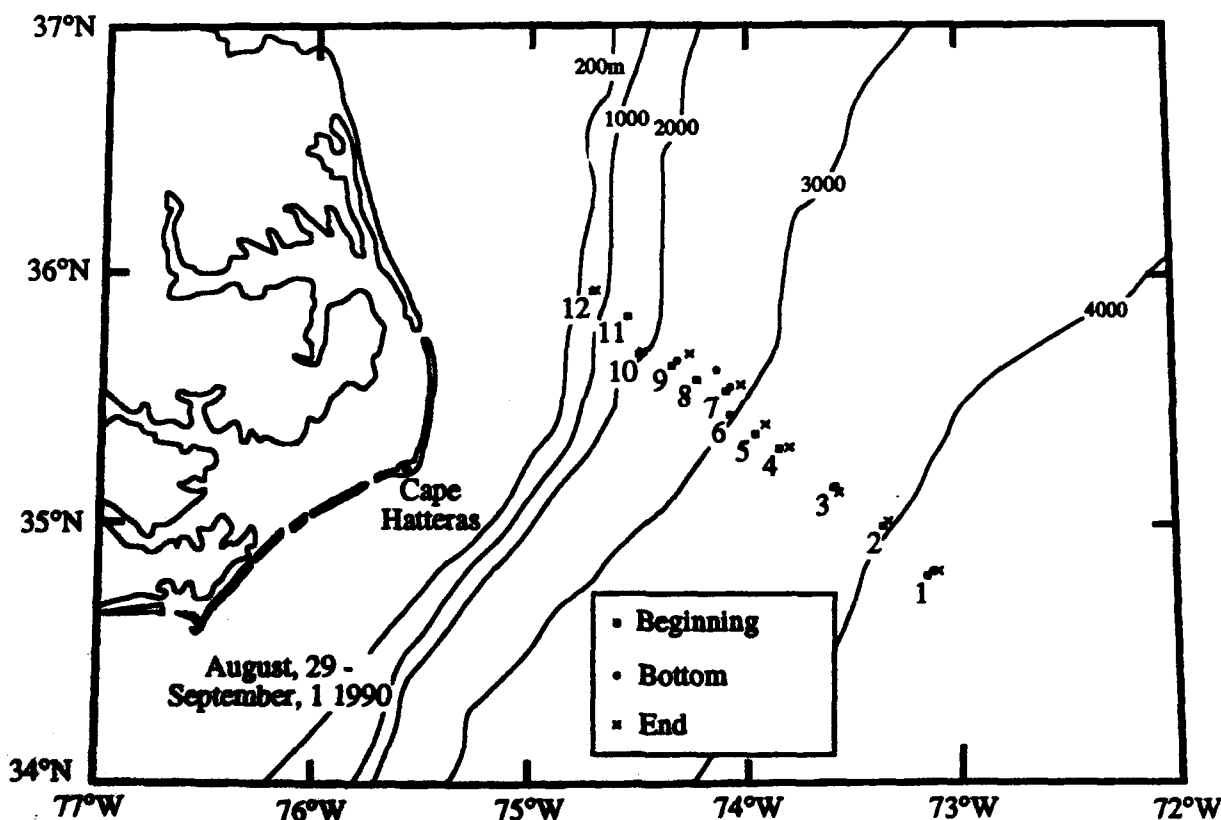 37°N
200m
1000
2000
3000
36°N
4000
12
11
10
9
8
7
6
5
4
3
2
1
Cape
Hatteras
35°N
Beginning
Bottom
End
August, 29 -
September, 1 1990
34°N
77°W
76°W
75°W
74°W
73°W
72°W